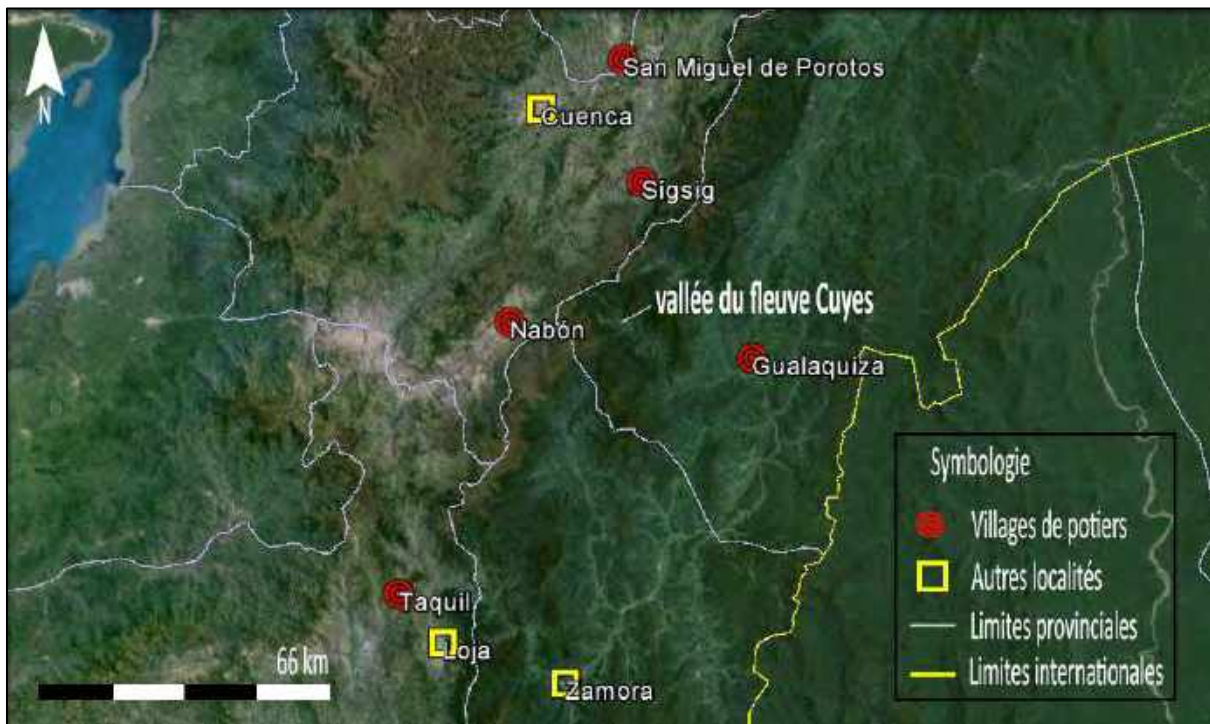 N
San Miguel de Porotos
Cuenca
Sigsig
vallée du fleuve Cuyes
Nabón
Gualaquiza
Symbologie
Villages de potiers
Autres localités
Limites provinciales
Limites internationales
Taquil
Loja
66 km
Zamora